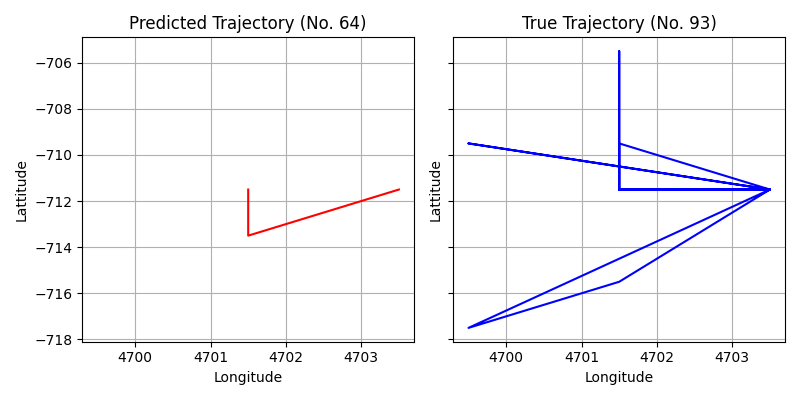 Predicted Trajectory (No. 64)
True Trajectory (No. 93)
Lattitude
−706
−708
−710
−712
−714
−716
−718
4700
4701
4702
4703
Longitude
Lattitude
4700
4701
4702
4703
Longitude